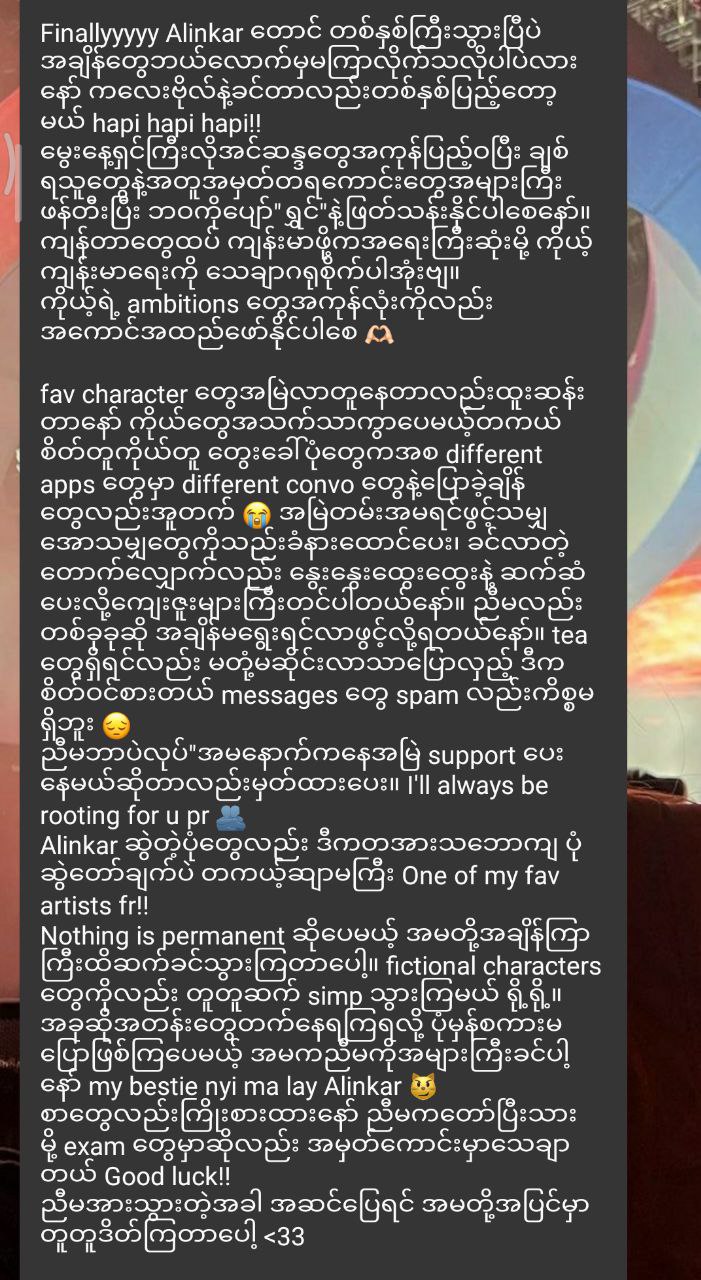 Finallyyyyy Alinkar တောင် တစ်နှစ်ကြီးသွားပြီပဲ
အချိန်တွေဘယ်လောက်မှမကြာလိုက်သလိုပါပဲလား
နော် ကလေးဗိုလ်နဲ့ခင်တာလည်းတစ်နှစ်ပြည့်တော့
မယ် hapi hapi hapi!!
မွေးနေ့ရှင်ကြီးလိုအင်ဆန္ဒတွေအကုန်ပြည့်ဝပြီး ချစ်
ရသူတွေနဲ့အတူအမှတ်တရကောင်းတွေအများကြီး
ဖန်တီးပြီး ဘဝကိုပျော်"ရွှင်"နဲ့ဖြတ်သန်းနိုင်ပါစေနော်။
ကျန်တာတွေထပ် ကျန်းမာဖို့ကအရေးကြီးဆုံးမို့ ကိုယ့်
ကျန်းမာရေးကို သေချာဂရုစိုက်ပါအုံးဗျ။
ကိုယ့်ရဲ့ ambitions တွေအကုန်လုံးကိုလည်း
အကောင်အထည်ဖော်နိုင်ပါစေ 🫶🏻

fav character တွေအမြဲလာတူနေတာလည်းထူးဆန်း
တာနော် ကိုယ်တွေအသက်သာကွာပေမယ့်တကယ်
စိတ်တူကိုယ်တူ တွေးခေါ်ပုံတွေကအစ different
apps တွေမှာ different convo တွေနဲ့ပြောခဲ့ချိန်
တွေလည်းအူတက် 😭 အမြဲတမ်းအမရင်ဖွင့်သမျှ
အောသမျှတွေကိုသည်းခံနားထောင်ပေး၊ ခင်လာတဲ့
တောက်လျှောက်လည်း နွေးနွေးထွေးထွေးနဲ့ ဆက်ဆံ
ပေးလို့ကျေးဇူးများကြီးတင်ပါတယ်နော်။ ညီမလည်း
တစ်ခုခုဆို အချိန်မရွေးရင်လာဖွင့်လို့ရတယ်နော်။ tea
တွေရှိရင်လည်း မတုံ့မဆိုင်းလာသာပြောလှည့် ဒီက
စိတ်ဝင်စားတယ် messages တွေ spam လည်းကိစ္စမ
ရှိဘူး 😔
ညီမဘာပဲလုပ်"အမနောက်ကနေအမြဲ support ပေး
နေမယ်ဆိုတာလည်းမှတ်ထားပေး။ I'll always be
rooting for u pr 🫂
Alinkar ဆွဲတဲ့ပုံတွေလည်း ဒီကတအားသဘောကျ ပုံ
ဆွဲတော်ချက်ပဲ တကယ့်ဆျာမကြီး One of my fav
artists fr!!
Nothing is permanent ဆိုပေမယ့် အမတို့အချိန်ကြာ
ကြီးထိဆက်ခင်သွားကြတာပေါ့။ fictional characters
တွေကိုလည်း တူတူဆက် simp သွားကြမယ် ရို့ရို့။
အခုဆိုအတန်းတွေတက်နေရကြရလို့ ပုံမှန်စကားမ
ပြောဖြစ်ကြပေမယ့် အမကညီမကိုအများကြီးခင်ပါ့
နော် my bestie nyi ma lay Alinkar 😼
စာတွေလည်းကြိုးစားထားနော် ညီမကတော်ပြီးသား
မို့ exam တွေမှာဆိုလည်း အမှတ်ကောင်းမှာသေချာ
တယ် Good luck!!
ညီမအားသွားတဲ့အခါ အဆင်ပြေရင် အမတို့အပြင်မှာ
တူတူဒိတ်ကြတာပေါ့ <33